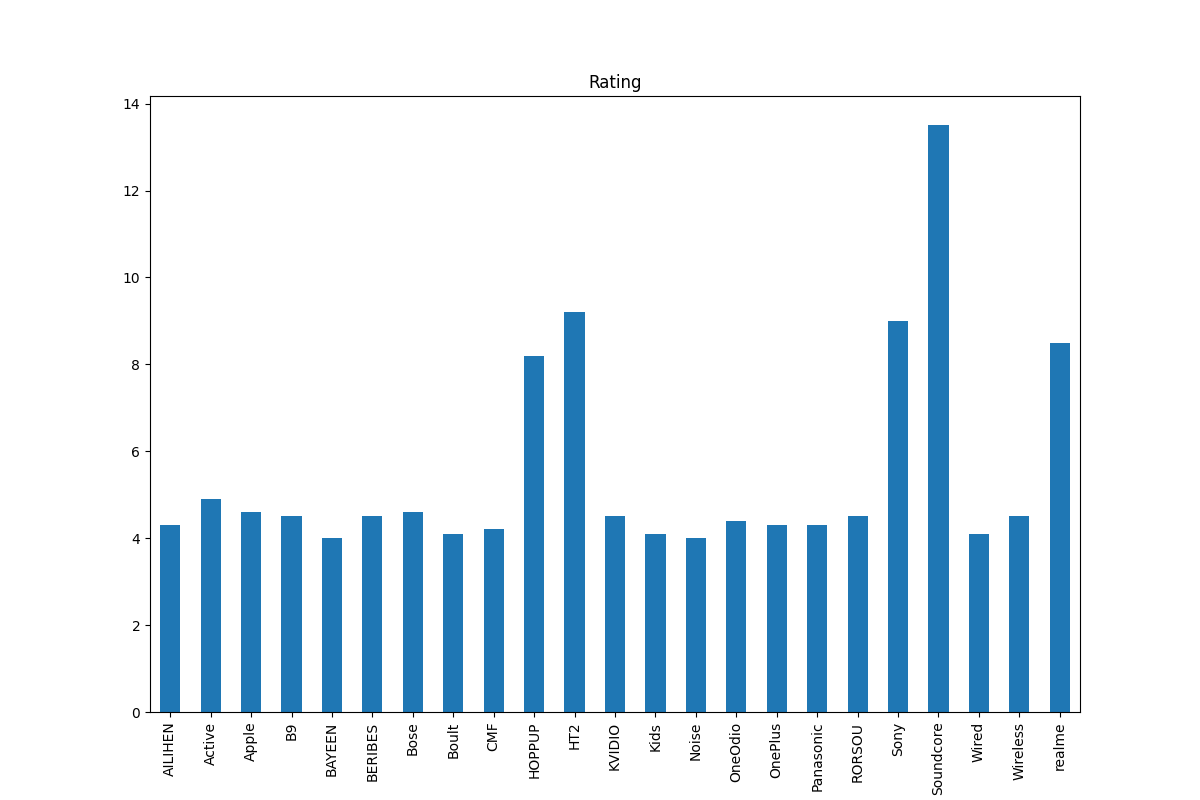 Rating
14
12
10
8
6
4
2
0
AILIHEN
Active
Apple
B9
BAYEEN
BERIBES
Bose
Boult
CMF
HOPPUP
HT2
KVIDIO
Kids
Noise
OneOdio
OnePlus
Panasonic
RORSOU
Sony
Soundcore
Wired
Wireless
realme